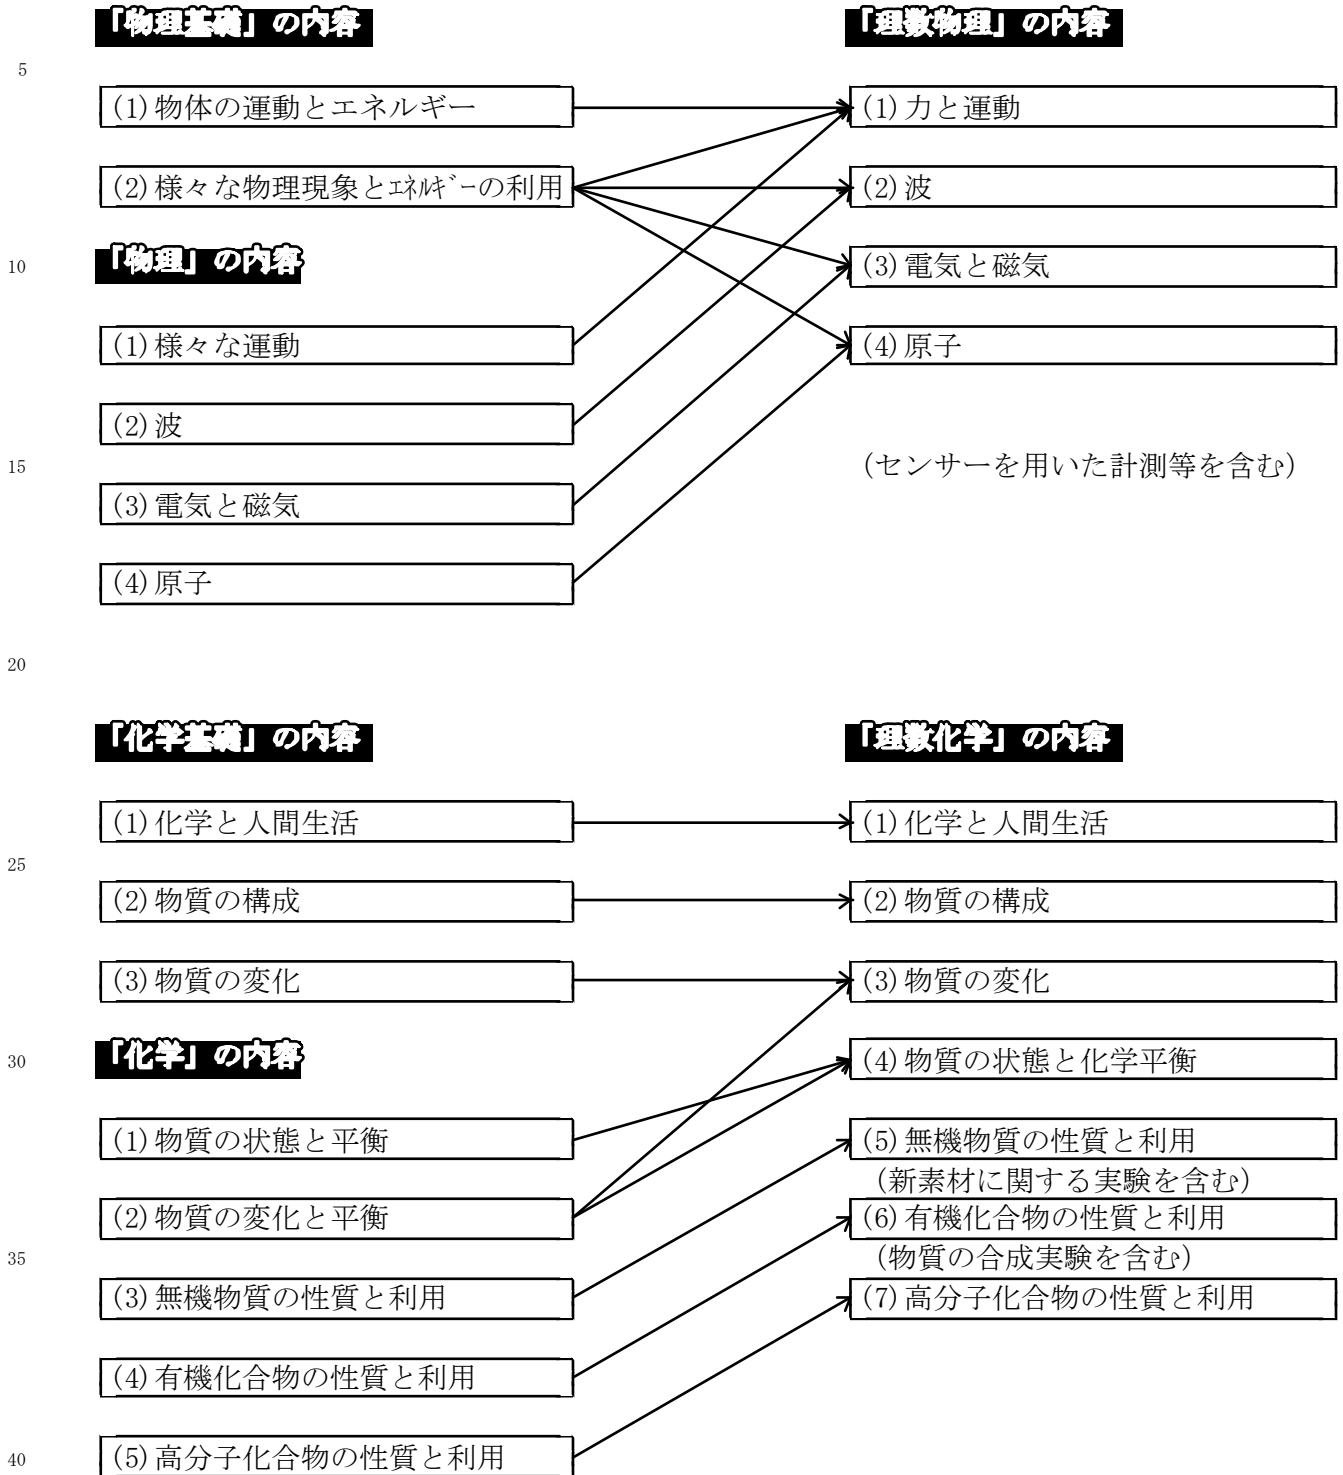 「物理基礎」の内容
「理数物理」の内容
5
(1)物体の運動とエネルギー
(1)力と運動
(2)様々な物理現象とエネルギーの利用
(2)波
10
「物理」の内容
(3)電気と磁気
(1)様々な運動
(4)原子
(2)波
15
(センサーを用いた計測等を含む)
(3)電気と磁気
(4)原子
20
「化学基礎」の内容
「理数化学」の内容
(1)化学と人間生活
(1)化学と人間生活
25
(2)物質の構成
(2)物質の構成
(3)物質の変化
(3)物質の変化
30
「化学」の内容
(4)物質の状態と化学平衡
(1)物質の状態と平衡
(5)無機物質の性質と利用
(新素材に関する実験を含む)
(2)物質の変化と平衡
(6)有機化合物の性質と利用
35
(物質の合成実験を含む)
(3)無機物質の性質と利用
(7)高分子化合物の性質と利用
(4)有機化合物の性質と利用
40
(5)高分子化合物の性質と利用